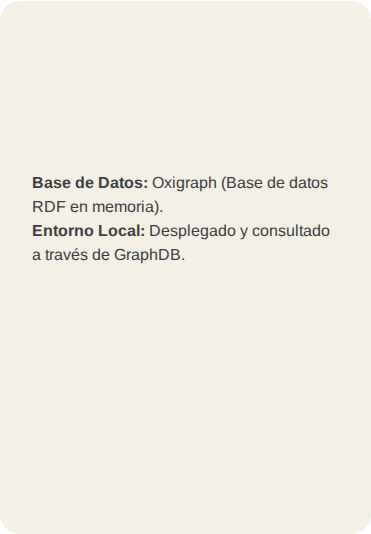 Base de Datos: Oxigraph (Base de datos
RDF en memoria).
Entorno Local: Desplegado y consultado
a través de GraphDB.